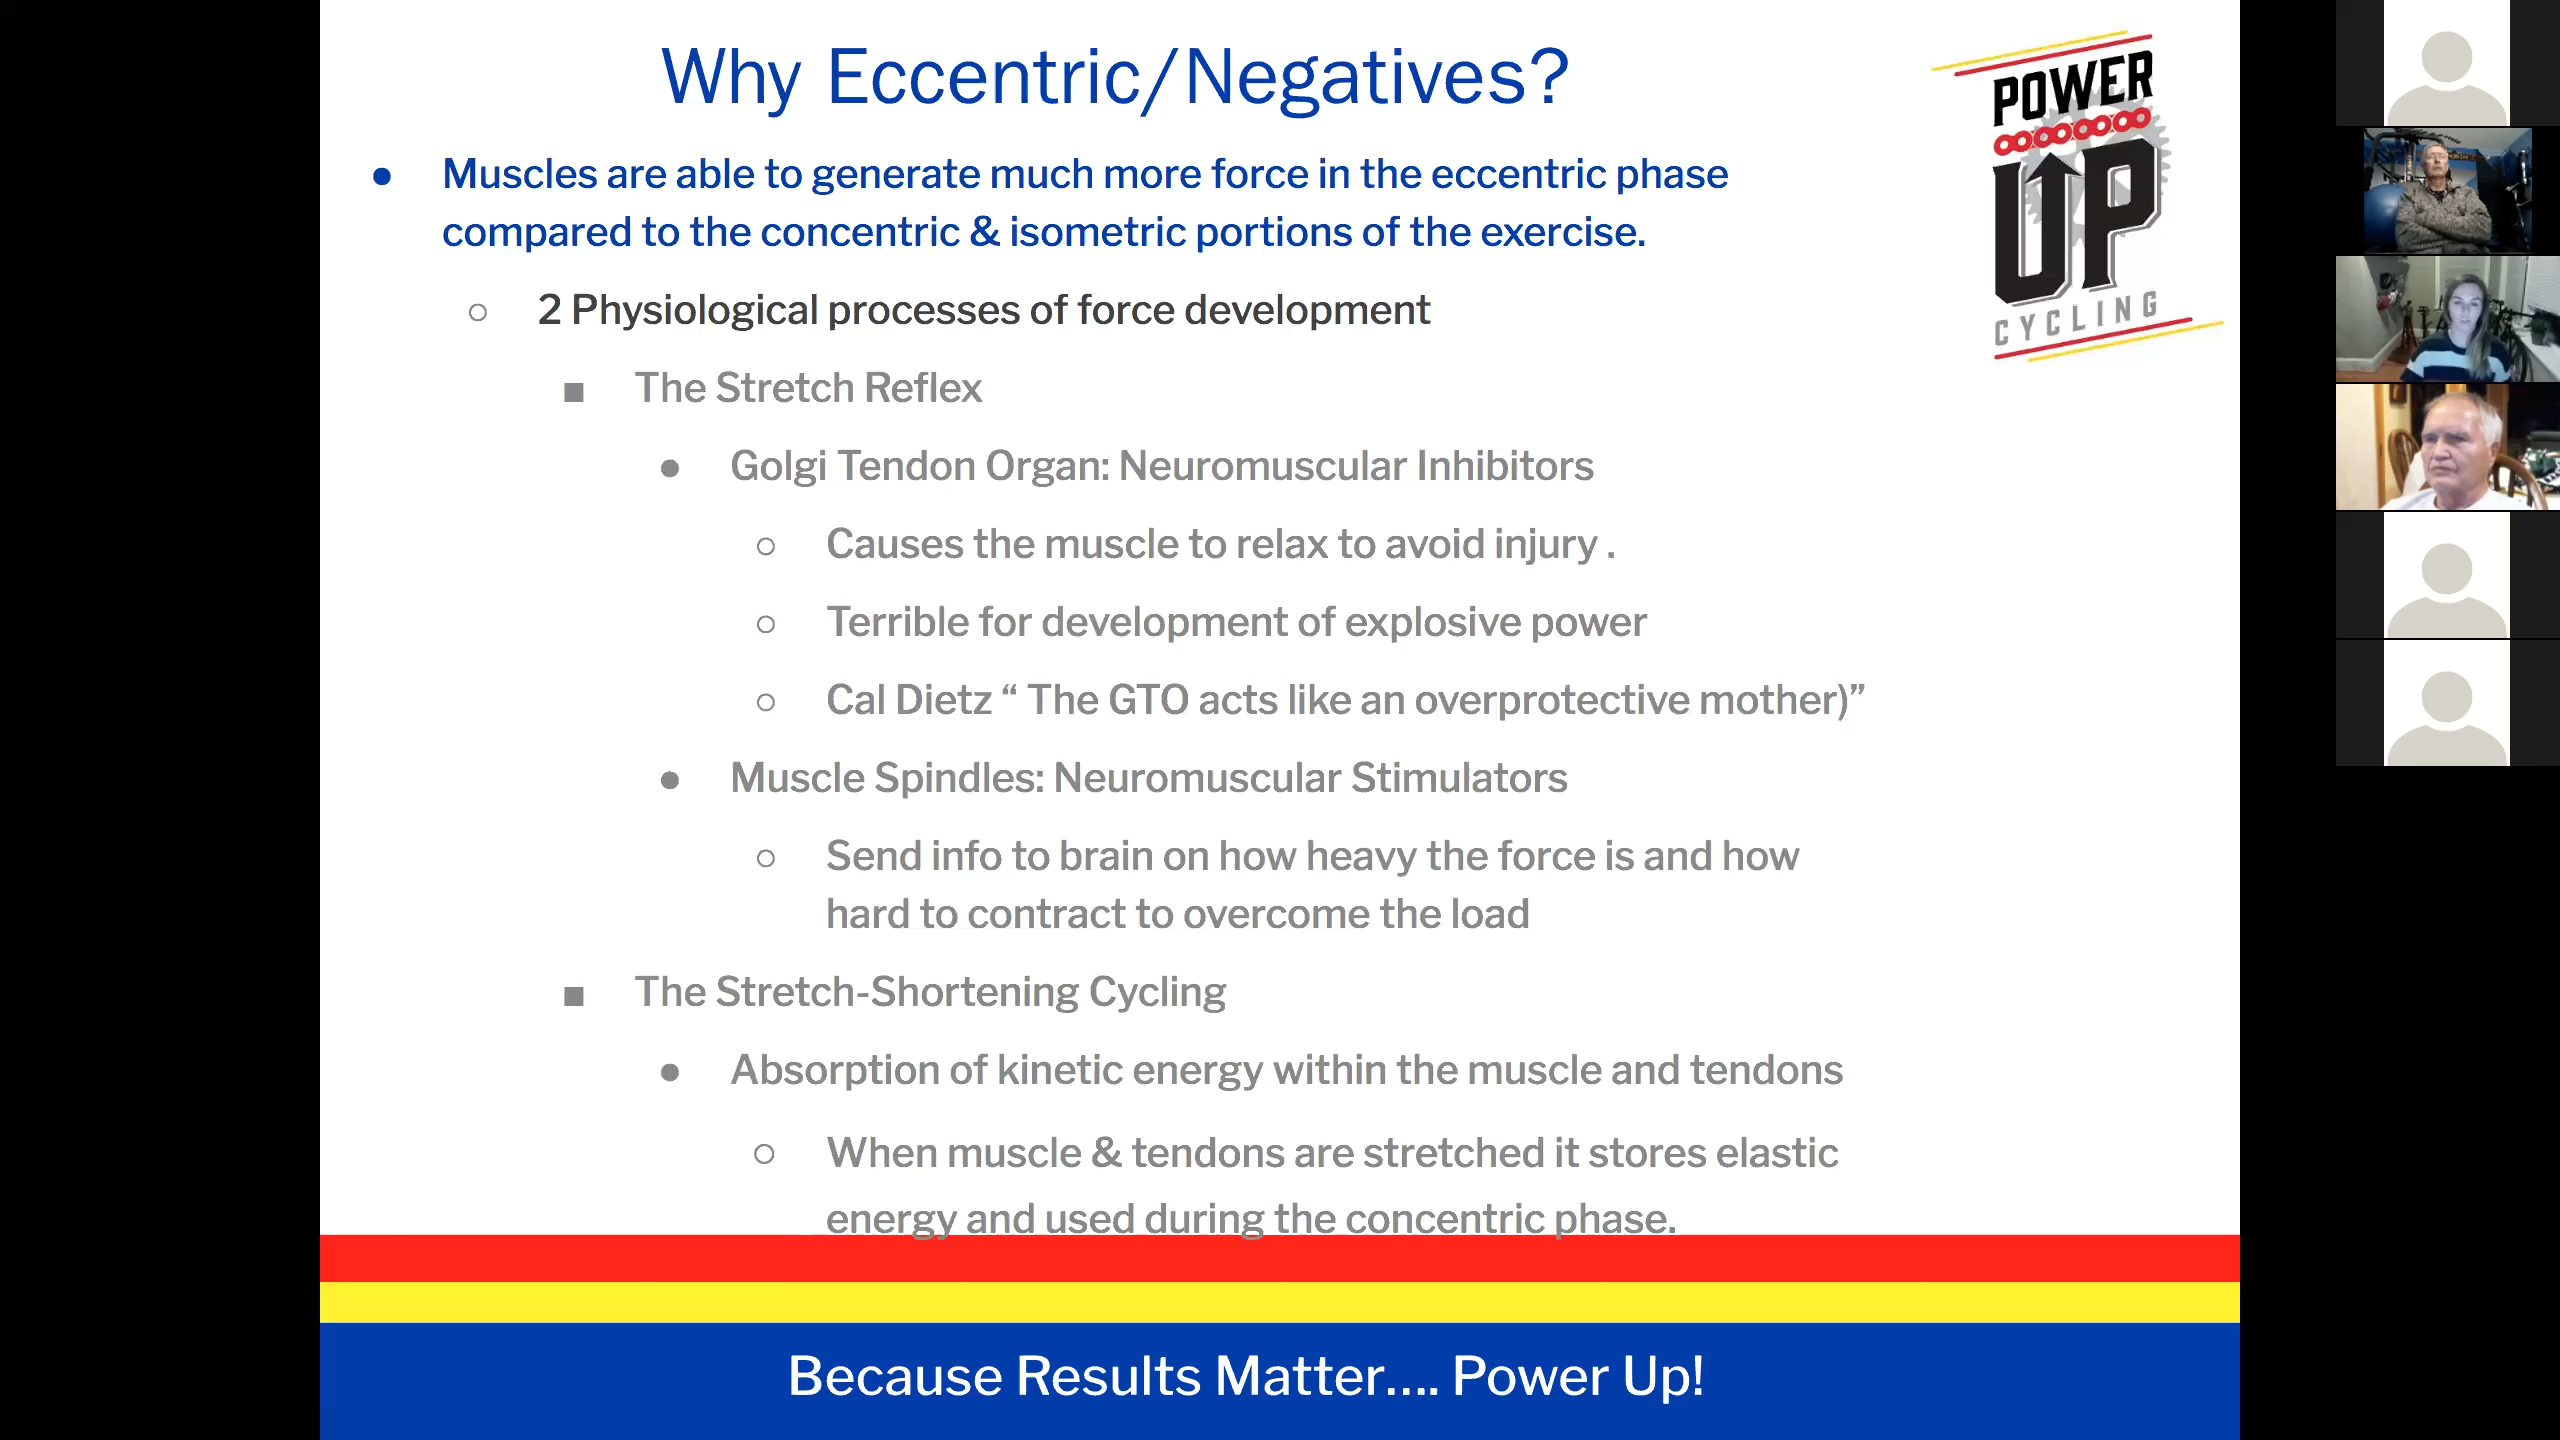 Why Eccentric/Negatives?
POWER
UP
CYCLING
● Muscles are able to generate much more force in the eccentric phase
compared to the concentric & isometric portions of the exercise.
○ 2 Physiological processes of force development
■ The Stretch Reflex
● Golgi Tendon Organ: Neuromuscular Inhibitors
○ Causes the muscle to relax to avoid injury .
○ Terrible for development of explosive power
○ Cal Dietz “ The GTO acts like an overprotective mother)”
● Muscle Spindles: Neuromuscular Stimulators
○ Send info to brain on how heavy the force is and how
hard to contract to overcome the load
■ The Stretch-Shortening Cycling
● Absorption of kinetic energy within the muscle and tendons
○ When muscle & tendons are stretched it stores elastic
energy and used during the concentric phase.
Because Results Matter.... Power Up!